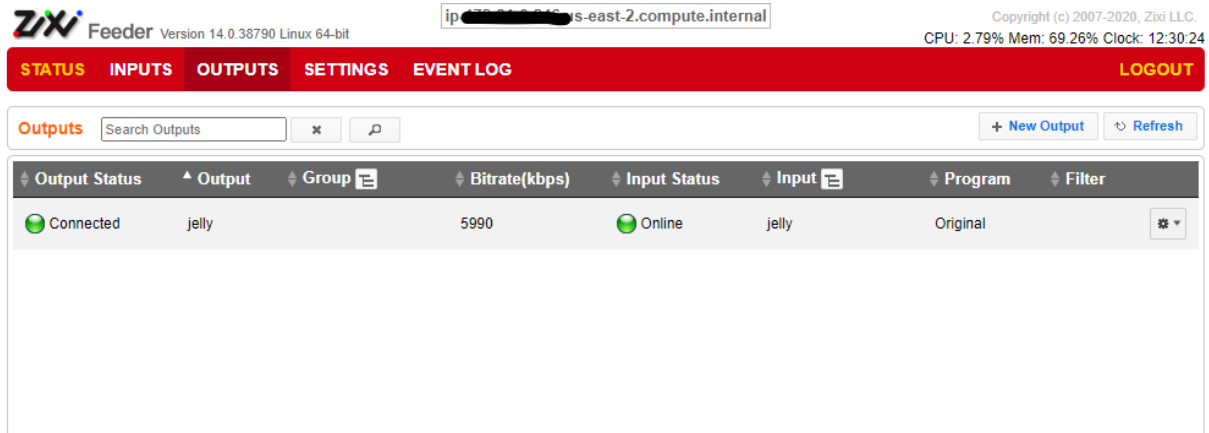 ZiXi Feeder Version 14.0.38790 Linux 64-bit
ip- us-east-2.compute.internal
Copyright (c) 2007-2020, Zixi LLC.
CPU: 2.79% Mem: 69.26% Clock: 12:30:24
STATUS INPUTS OUTPUTS SETTINGS EVENT LOG LOGOUT
Outputs Search Outputs + New Output Refresh
Output Status Output Group Bitrate(kbps) Input Status Input Program Filter
Connected jelly 5990 Online jelly Original